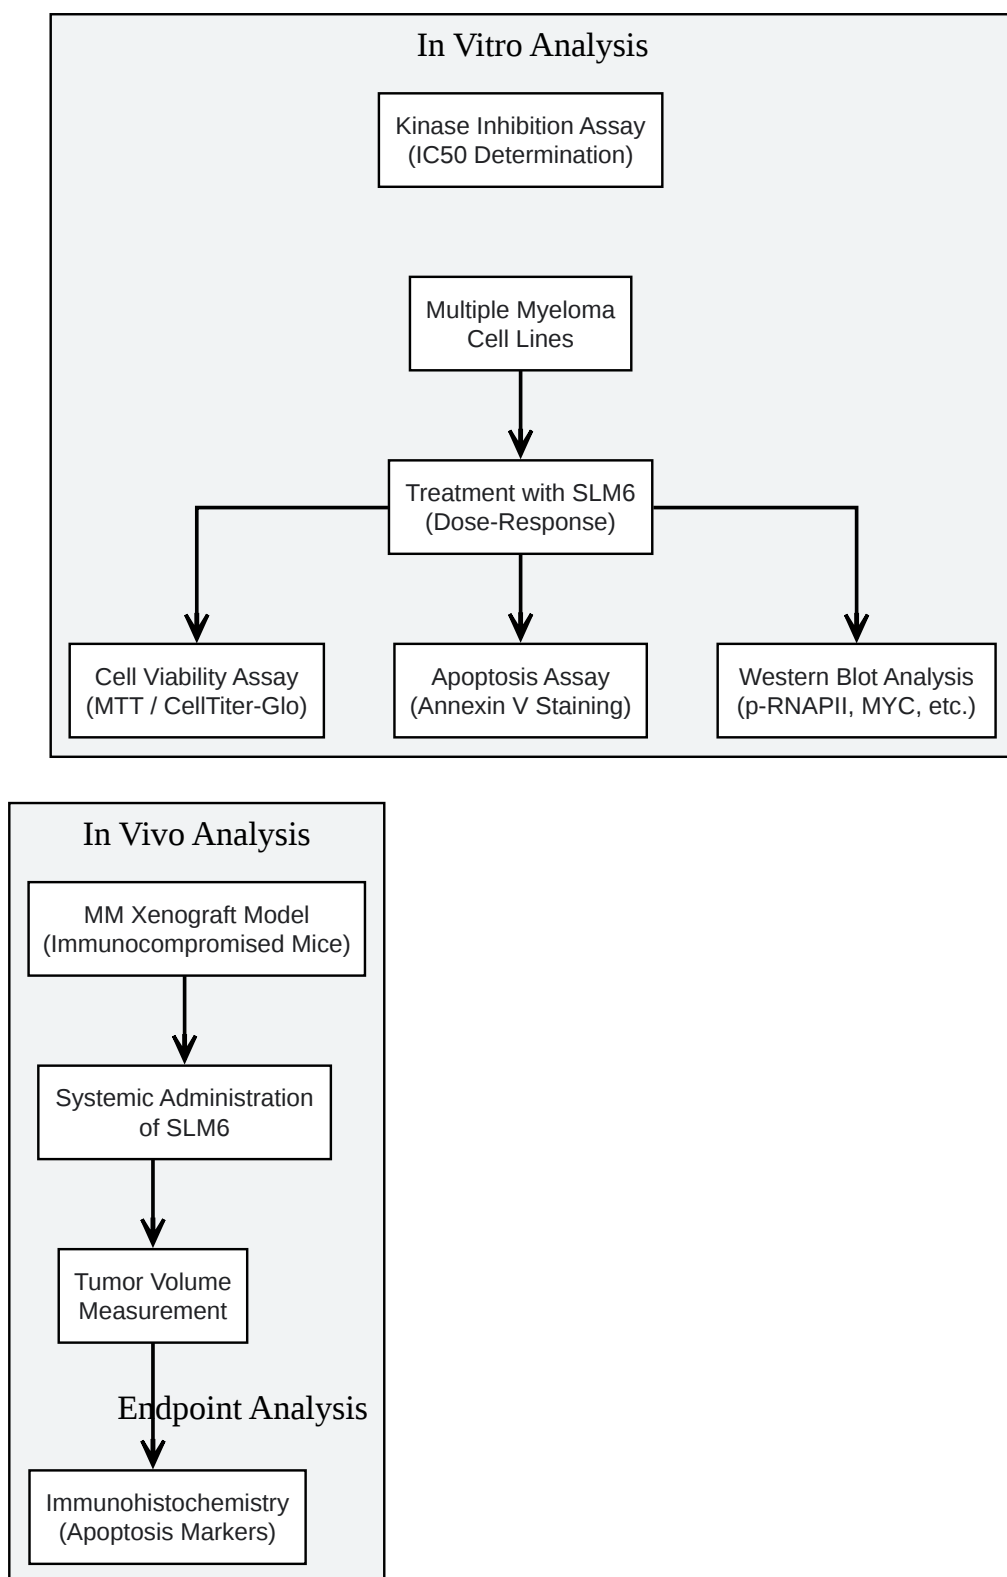 In Vitro Analysis
Kinase Inhibition Assay
(IC50 Determination)
Multiple Myeloma
Cell Lines
Treatment with SLM6
(Dose-Response)
Cell Viability Assay
(MTT / CellTiter-Glo)
Apoptosis Assay
(Annexin V Staining)
Western Blot Analysis
(p-RNAPII, MYC, etc.)
In Vivo Analysis
MM Xenograft Model
(Immunocompromised Mice)
Systemic Administration
of SLM6
Tumor Volume
Measurement
Endpoint Analysis
Immunohistochemistry
(Apoptosis Markers)